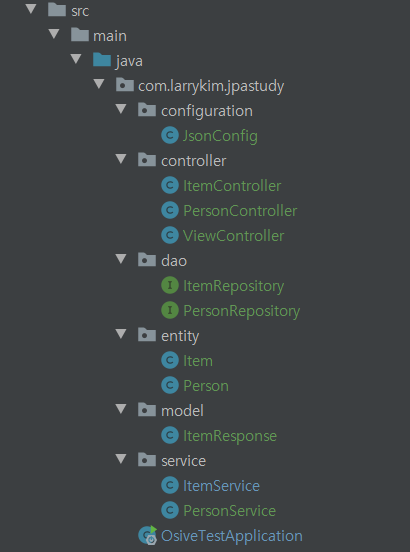 src
main
java
com.larrykim.jpastudy
configuration
C JsonConfig
controller
C ItemController
C PersonController
C ViewController
dao
I ItemRepository
I PersonRepository
entity
C Item
C Person
model
C ItemResponse
service
C ItemService
C PersonService
C OsiveTestApplication